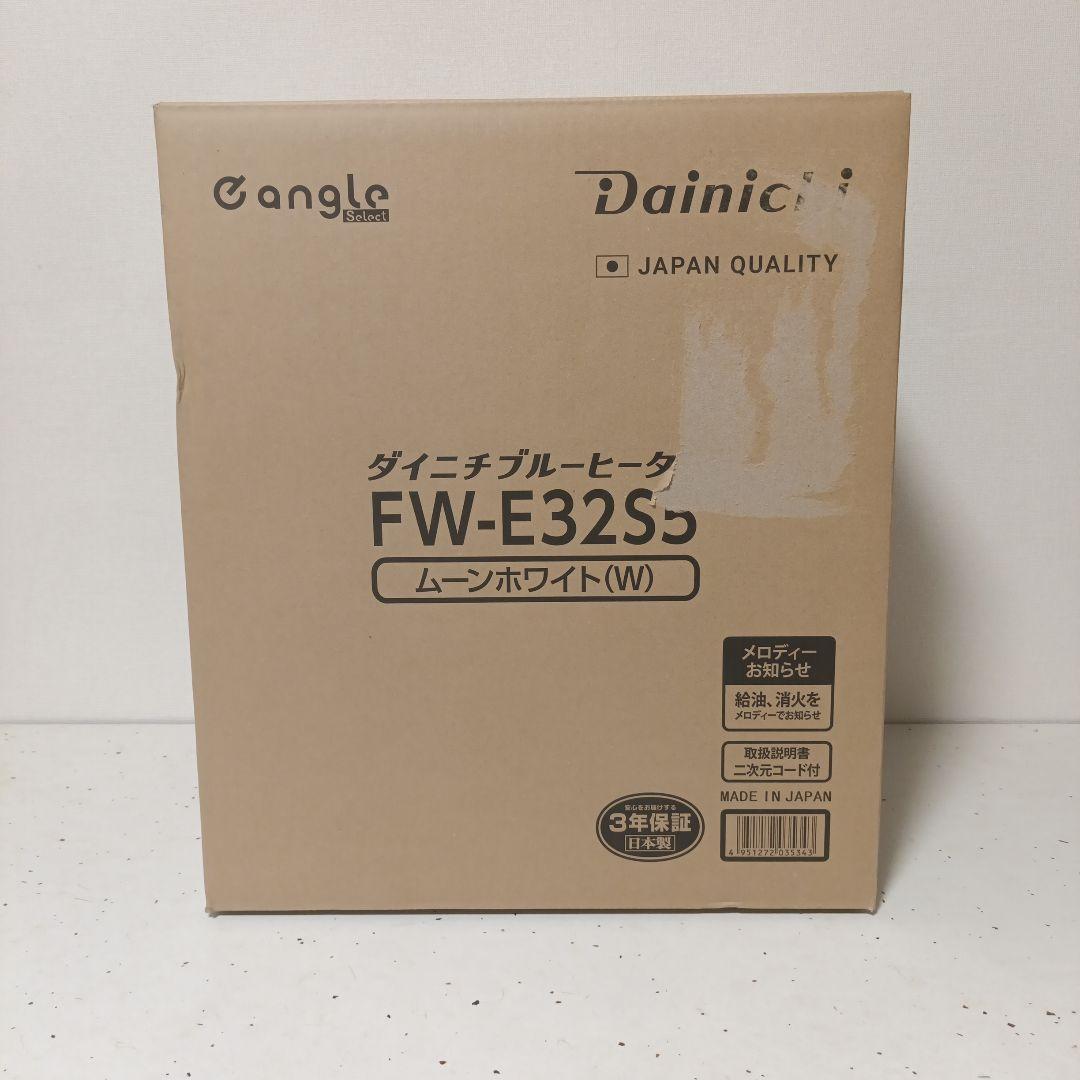 e angle
Select
Dainichi
JAPAN QUALITY
ダイニチブルーヒータ
FW-E32S5
ムーンホワイト(W)
メロディー
お知らせ
給油、消火を
メロディーでお知らせ
取扱説明書
二次元コード付
MADE IN JAPAN
安心をお届けする
3年保証
日本製
4 951272 035343